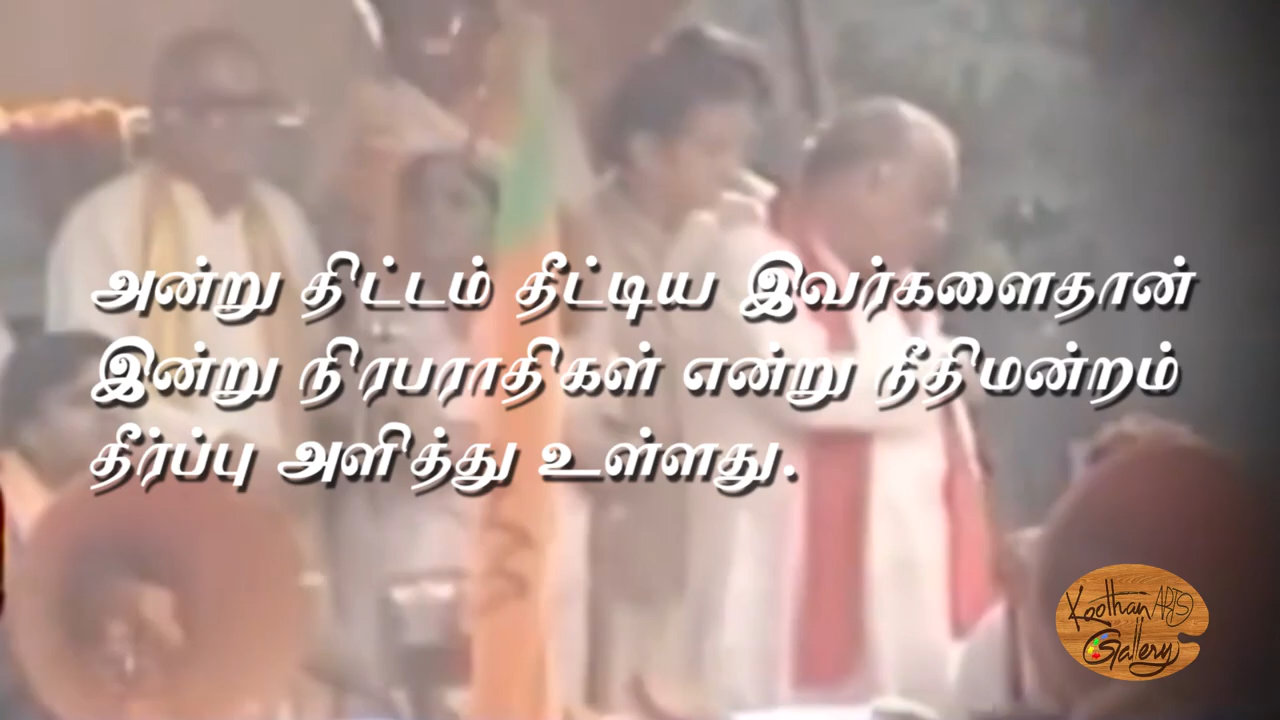 அன்று திட்டம் தீட்டிய இவர்களைதான்
இன்று நிரபராதிகள் என்று நீதிமன்றம்
தீர்ப்பு அளித்து உள்ளது.
Koothan ARTS
Gallery